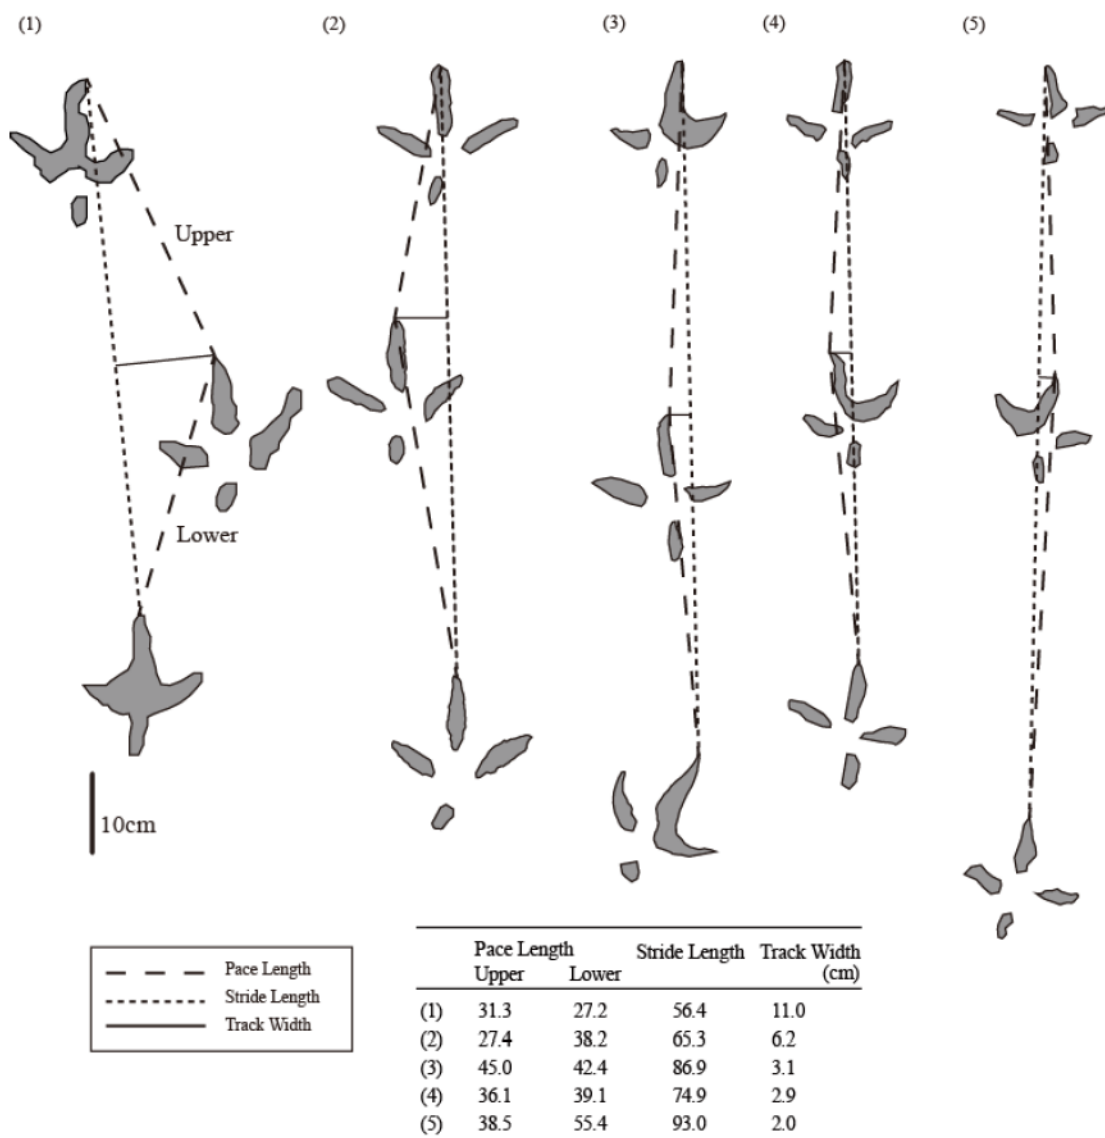 (1) (2) (3) (4) (5)
Upper
Lower
10cm
Pace Length
Stride Length
Track Width
Pace Length Stride Length Track Width
Upper Lower (cm)
(1) 31.3 27.2 56.4 11.0
(2) 27.4 38.2 65.3 6.2
(3) 45.0 42.4 86.9 3.1
(4) 36.1 39.1 74.9 2.9
(5) 38.5 55.4 93.0 2.0